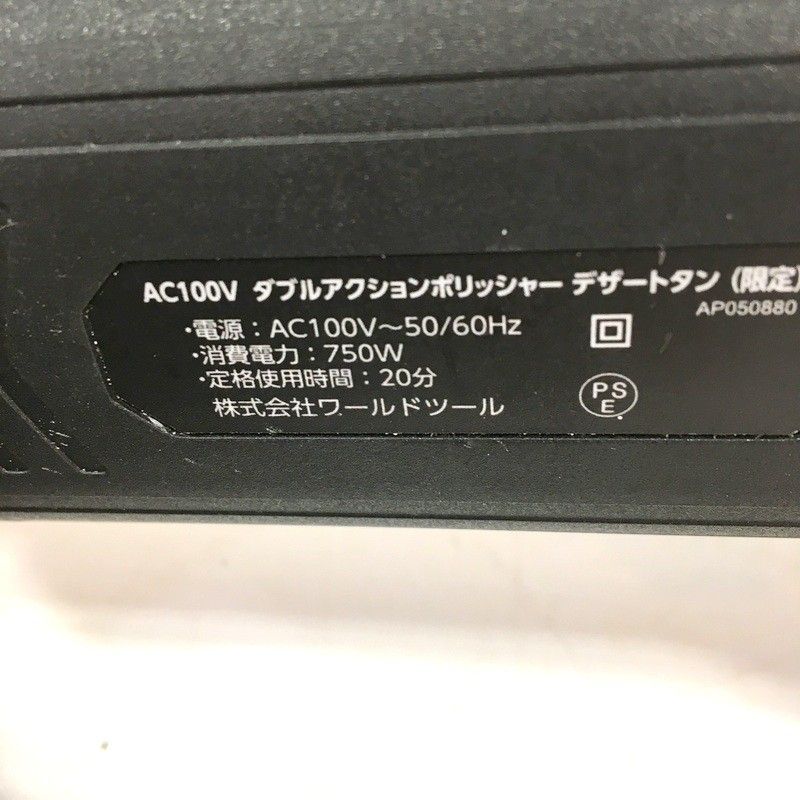 AC100V ダブルアクションポリッシャー デザートタン (限定)
AP050880
・電源：AC100V～50/60Hz
・消費電力：750W
・定格使用時間：20分
株式会社ワールドツール
PS
E